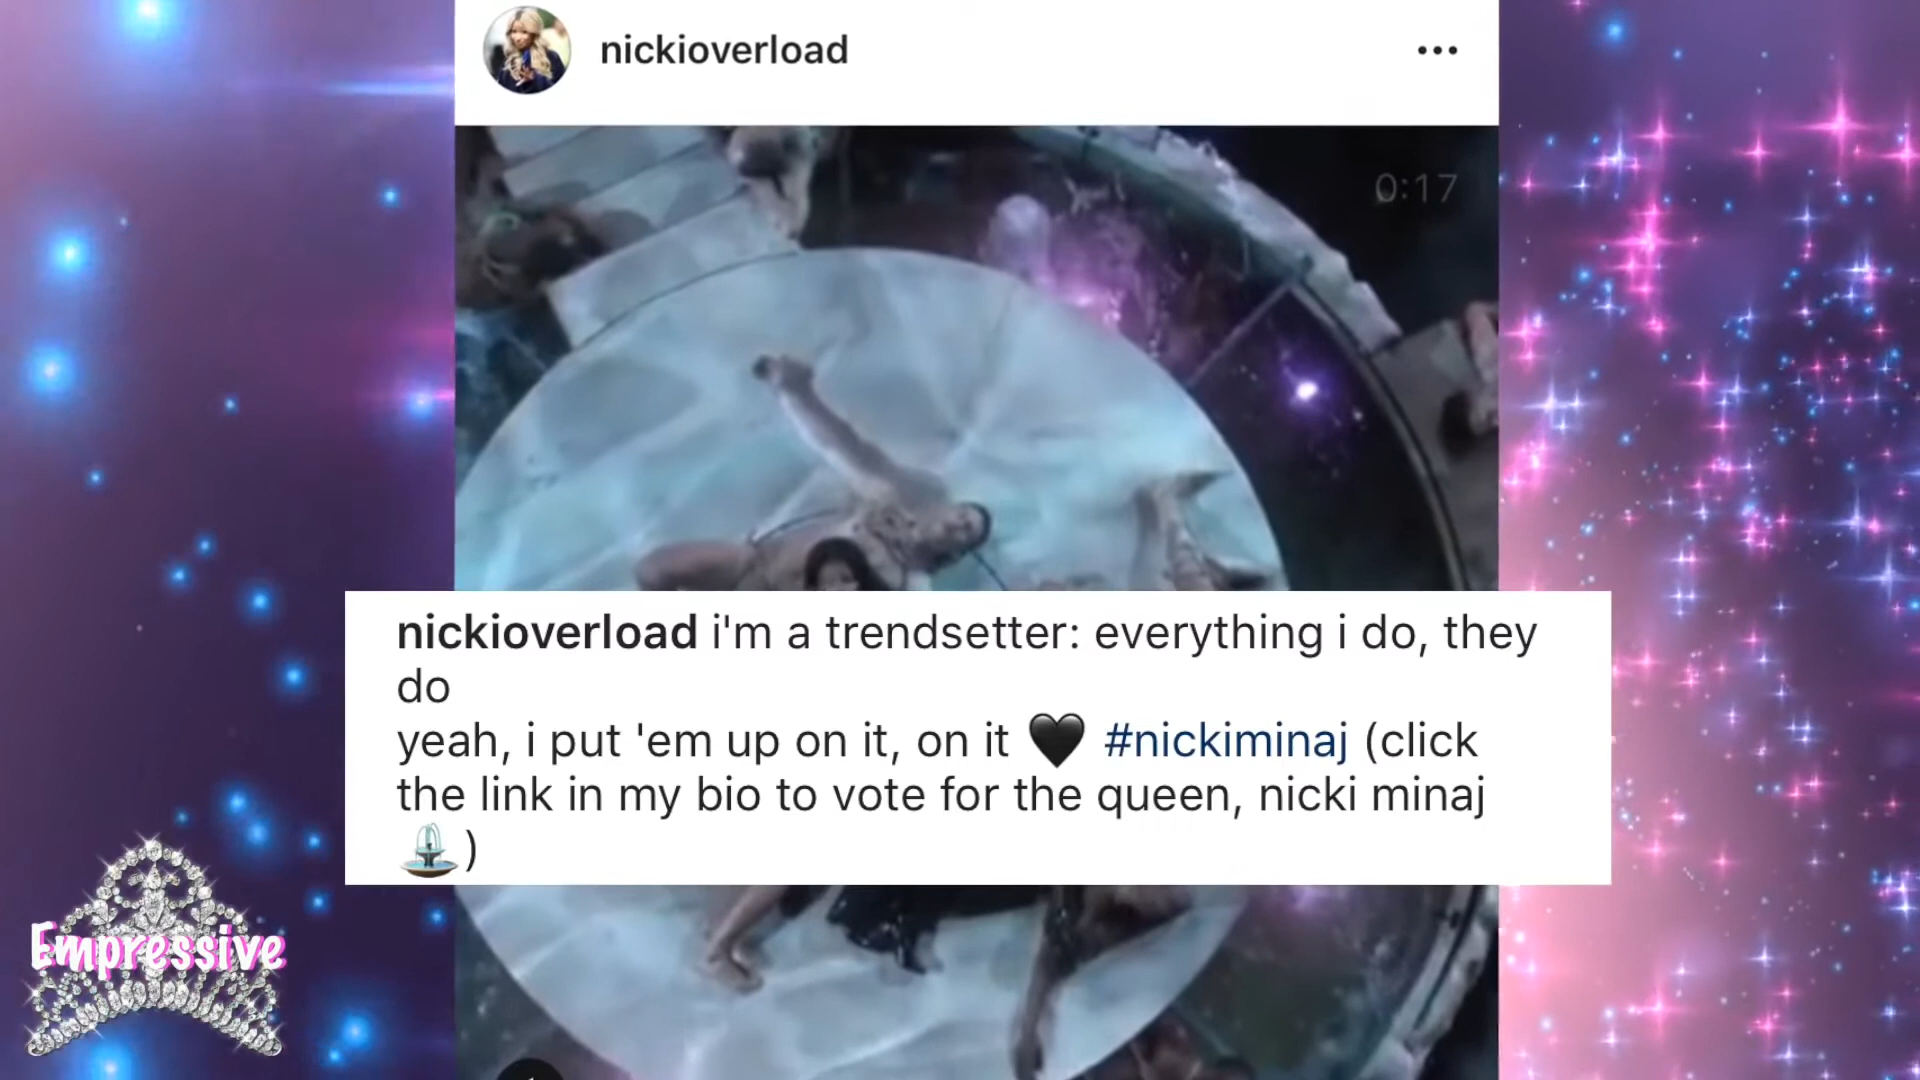 nickioverload
0:17
nickioverload i'm a trendsetter: everything i do, they
do
yeah, i put 'em up on it, on it 🖤 #nickiminaj (click
the link in my bio to vote for the queen, nicki minaj
⛲)
Empressive